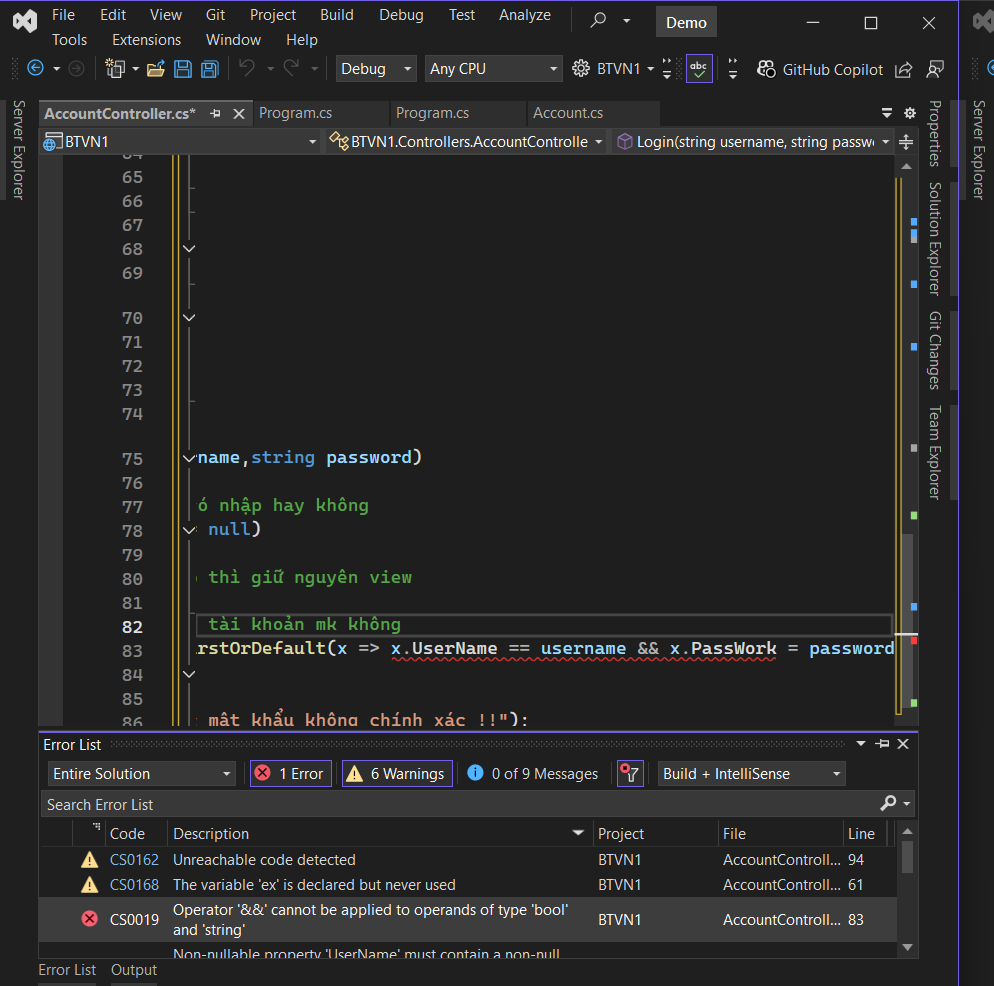 File Edit View Git Project Build Debug Test Analyze Demo
Tools Extensions Window Help
Debug Any CPU BTVN1 abc GitHub Copilot
Server Explorer
AccountController.cs* Program.cs Program.cs Account.cs
BTVN1 BTVN1.Controllers.AccountControlle Login(string username, string passw
65
66
67
68
69
70
71
72
73
74
75 name,string password)
76
77 ó nhập hay không
78 null)
79
80 thì giữ nguyên view
81
82 tài khoản mk không
83 rstOrDefault(x => x.UserName == username && x.PassWork = password
84
85
86 mật khẩu không chính xác !!");
Properties
Solution Explorer
Git Changes
Team Explorer
Server Explorer
Error List
Entire Solution 1 Error 6 Warnings 0 of 9 Messages Build + IntelliSense
Search Error List
Code Description Project File Line
CS0162 Unreachable code detected BTVN1 AccountControll... 94
CS0168 The variable 'ex' is declared but never used BTVN1 AccountControll... 61
CS0019 Operator '&&' cannot be applied to operands of type 'bool' BTVN1 AccountControll... 83
and 'string'
Non-nullable property 'UserName' must contain a non-null
Error List Output